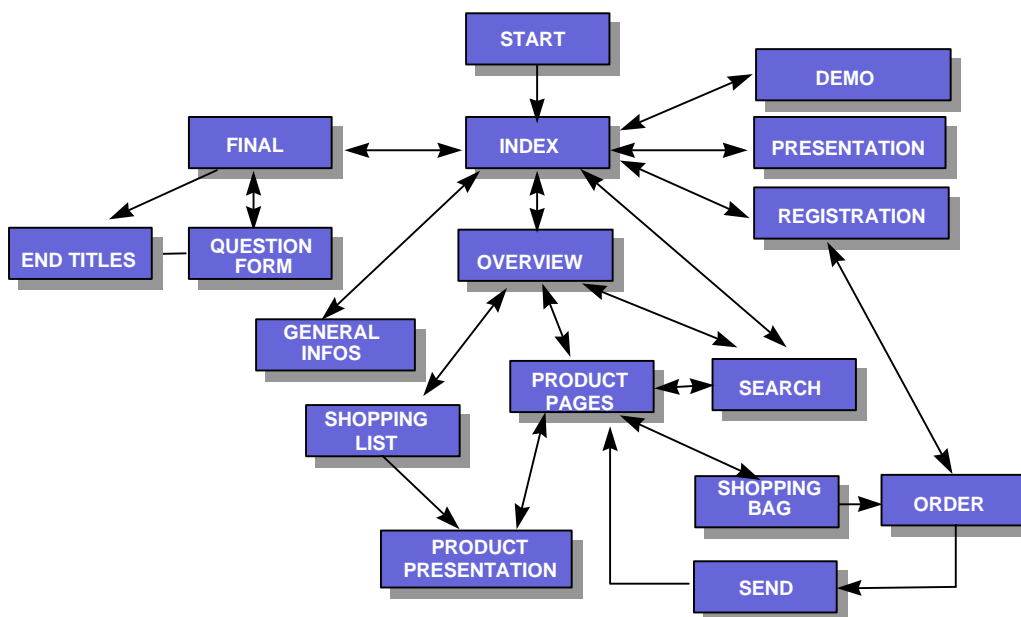 START
DEMO
FINAL
INDEX
PRESENTATION
REGISTRATION
END TITLES
QUESTION
FORM
OVERVIEW
GENERAL
INFOS
PRODUCT
PAGES
SEARCH
SHOPPING
LIST
SHOPPING
BAG
ORDER
PRODUCT
PRESENTATION
SEND